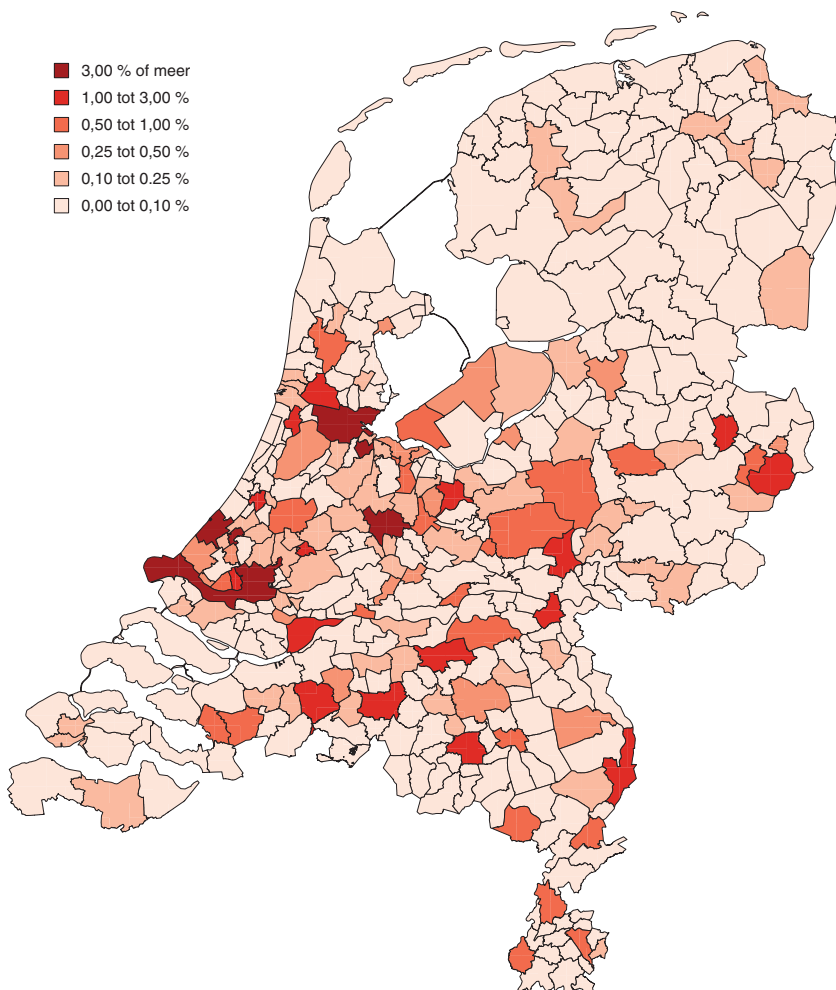 3,00 % of meer
1,00 tot 3,00 %
0,50 tot 1,00 %
0,25 tot 0,50 %
0,10 tot 0.25 %
0,00 tot 0,10 %